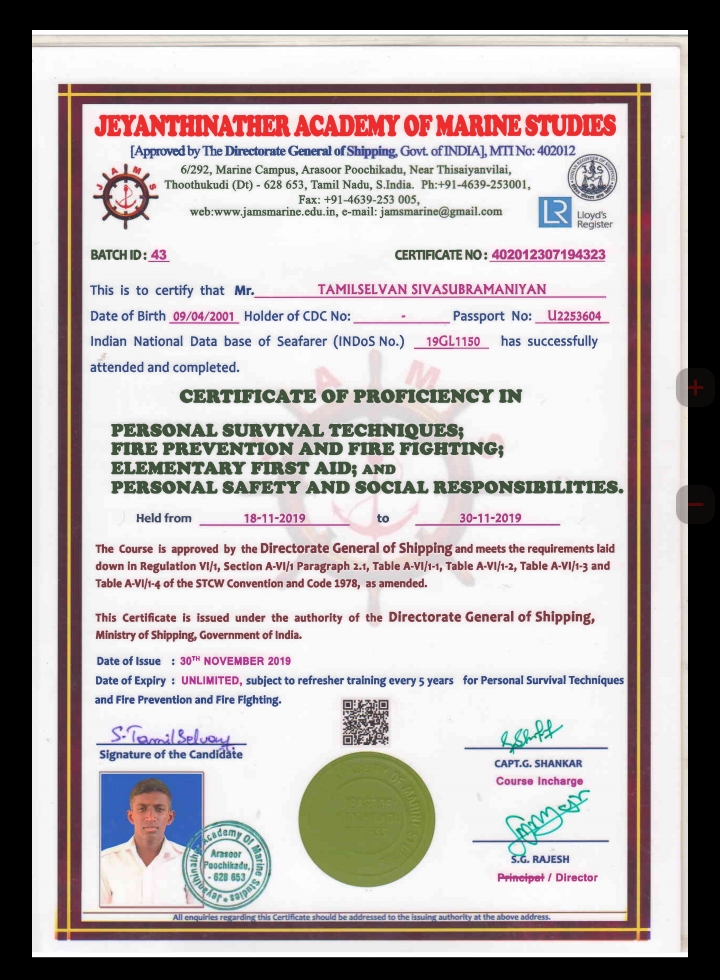 JEYANTHINATHER ACADEMY OF MARINE STUDIES
[Approved by The Directorate General of Shipping, Govt. of INDIA], MTI No: 402012
6/292, Marine Campus, Arasoor Poochikadu, Near Thisaiyanvilai,
Thoothukudi (Dt) - 628 653, Tamil Nadu, S.India. Ph:+91-4639-253001,
Fax: +91-4639-253 005,
web:www.jamsmarine.edu.in, e-mail: jamsmarine@gmail.com
JAMS
LR Lloyd's
Register
BATCH ID : 43 CERTIFICATE NO : 402012307194323
This is to certify that Mr. TAMILSELVAN SIVASUBRAMANIYAN
Date of Birth 09/04/2001 Holder of CDC No: - Passport No: U2253604
Indian National Data base of Seafarer (INDoS No.) 19GL1150 has successfully
attended and completed.
CERTIFICATE OF PROFICIENCY IN
PERSONAL SURVIVAL TECHNIQUES;
FIRE PREVENTION AND FIRE FIGHTING;
ELEMENTARY FIRST AID; AND
PERSONAL SAFETY AND SOCIAL RESPONSIBILITIES.
Held from 18-11-2019 to 30-11-2019
The Course is approved by the Directorate General of Shipping and meets the requirements laid
down in Regulation VI/1, Section A-VI/1 Paragraph 2.1, Table A-VI/1-1, Table A-VI/1-2, Table A-VI/1-3 and
Table A-VI/1-4 of the STCW Convention and Code 1978, as amended.
This Certificate is issued under the authority of the Directorate General of Shipping,
Ministry of Shipping, Government of India.
Date of Issue : 30TH NOVEMBER 2019
Date of Expiry : UNLIMITED, subject to refresher training every 5 years for Personal Survival Techniques
and Fire Prevention and Fire Fighting.
S. Tamil Selvan
Signature of the Candidate
CAPT.G. SHANKAR
Course Incharge
S.G. RAJESH
Principal / Director
Jeyanthinather Academy Of Marine Studies
Arasoor
Poochikadu,
- 628 653
All enquiries regarding this Certificate should be addressed to the issuing authority at the above address.